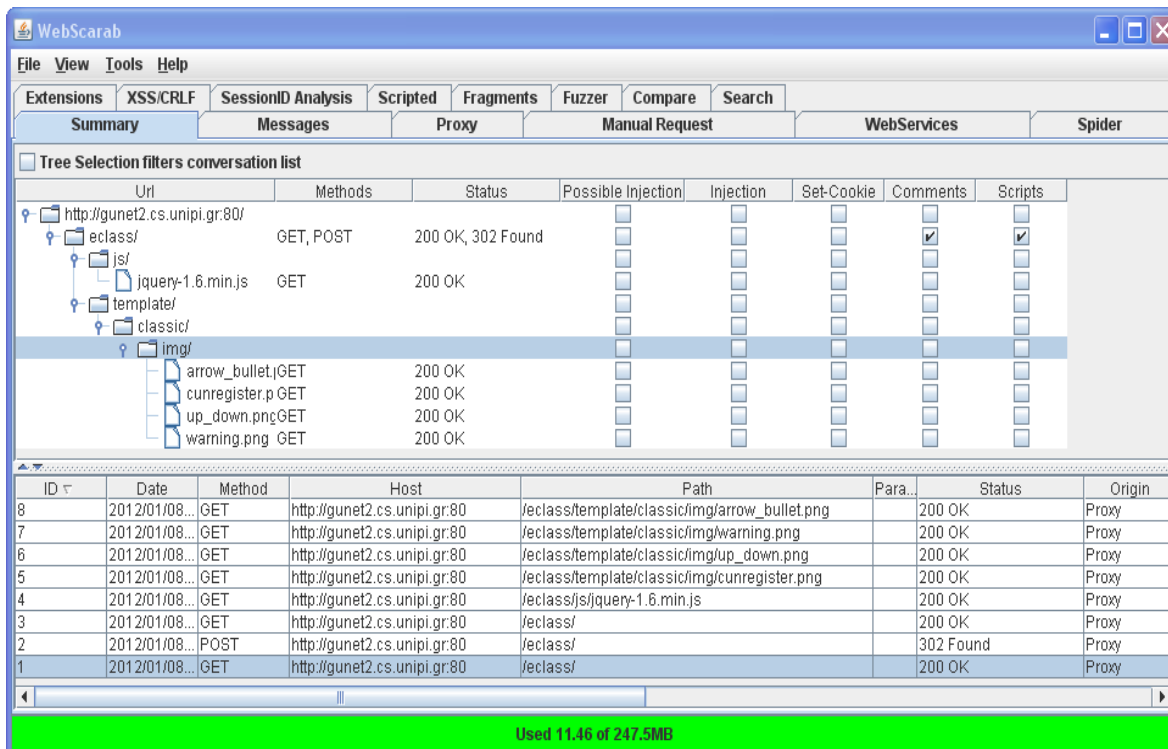 WebScarab
File View Tools Help
Extensions XSS/CRLF SessionID Analysis Scripted Fragments Fuzzer Compare Search
Summary Messages Proxy Manual Request WebServices Spider
Tree Selection filters conversation list
Url Methods Status Possible Injection Injection Set-Cookie Comments Scripts
http://gunet2.cs.unipi.gr:80/
eclass/ GET, POST 200 OK, 302 Found
js/
jquery-1.6.min.js GET 200 OK
template/
classic/
img/
arrow_bullet.p GET 200 OK
cunregister.p GET 200 OK
up_down.png GET 200 OK
warning.png GET 200 OK
ID Date Method Host Path Para... Status Origin
8 2012/01/08... GET http://gunet2.cs.unipi.gr:80 /eclass/template/classic/img/arrow_bullet.png 200 OK Proxy
7 2012/01/08... GET http://gunet2.cs.unipi.gr:80 /eclass/template/classic/img/warning.png 200 OK Proxy
6 2012/01/08... GET http://gunet2.cs.unipi.gr:80 /eclass/template/classic/img/up_down.png 200 OK Proxy
5 2012/01/08... GET http://gunet2.cs.unipi.gr:80 /eclass/template/classic/img/cunregister.png 200 OK Proxy
4 2012/01/08... GET http://gunet2.cs.unipi.gr:80 /eclass/js/jquery-1.6.min.js 200 OK Proxy
3 2012/01/08... GET http://gunet2.cs.unipi.gr:80 /eclass/ 200 OK Proxy
2 2012/01/08... POST http://gunet2.cs.unipi.gr:80 /eclass/ 302 Found Proxy
1 2012/01/08... GET http://gunet2.cs.unipi.gr:80 /eclass/ 200 OK Proxy
Used 11.46 of 247.5MB